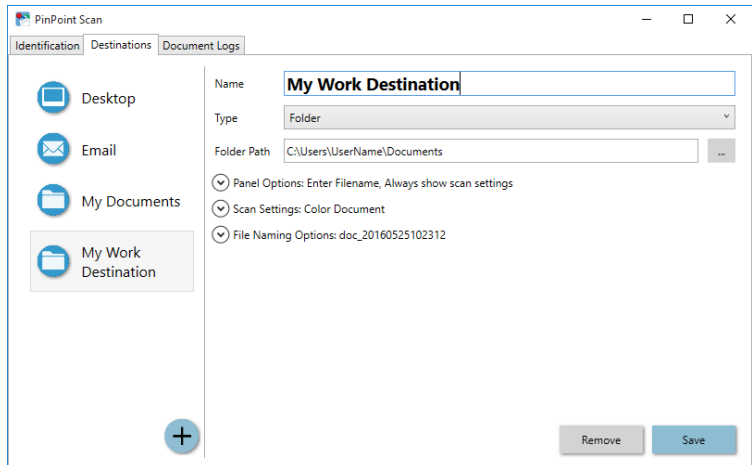 PinPoint Scan
Identification Destinations Document Logs
Desktop
Email
My Documents
My Work
Destination
Name My Work Destination
Type Folder
Folder Path C:\Users\UserName\Documents ...
Panel Options: Enter Filename, Always show scan settings
Scan Settings: Color Document
File Naming Options: doc_20160525102312
Remove Save